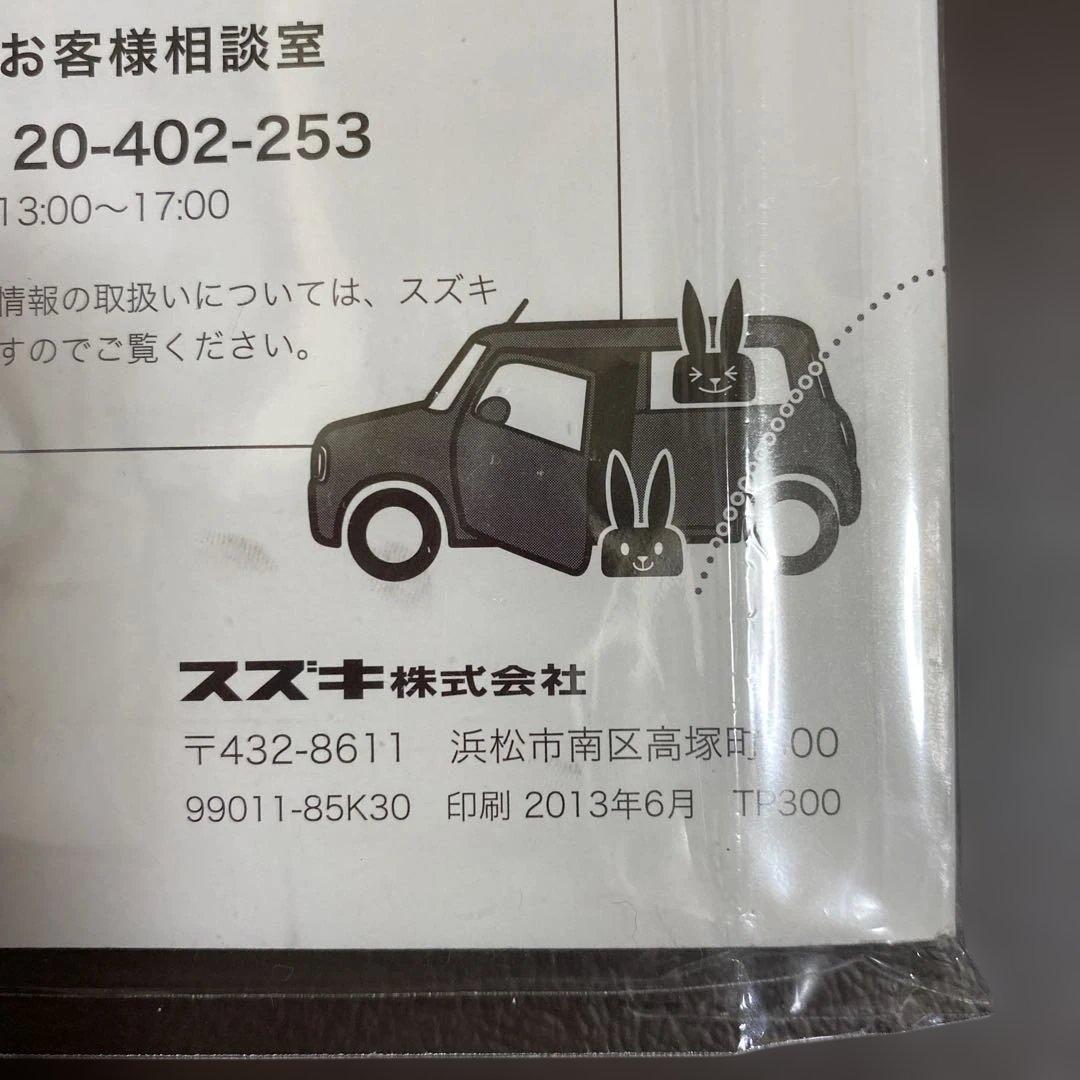 お客様相談室
20-402-253
13:00～17:00
情報の取扱いについては、スズキ
すのでご覧ください。
スズキ株式会社
〒432-8611 浜松市南区高塚町 00
99011-85K30 印刷 2013年6月 TP300